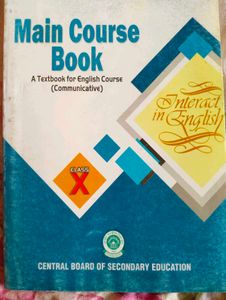 Main Course
Book
A Textbook for English Course
(Communicative)
Interact
in
English
CLASS
X
CENTRAL BOARD OF SECONDARY EDUCATION